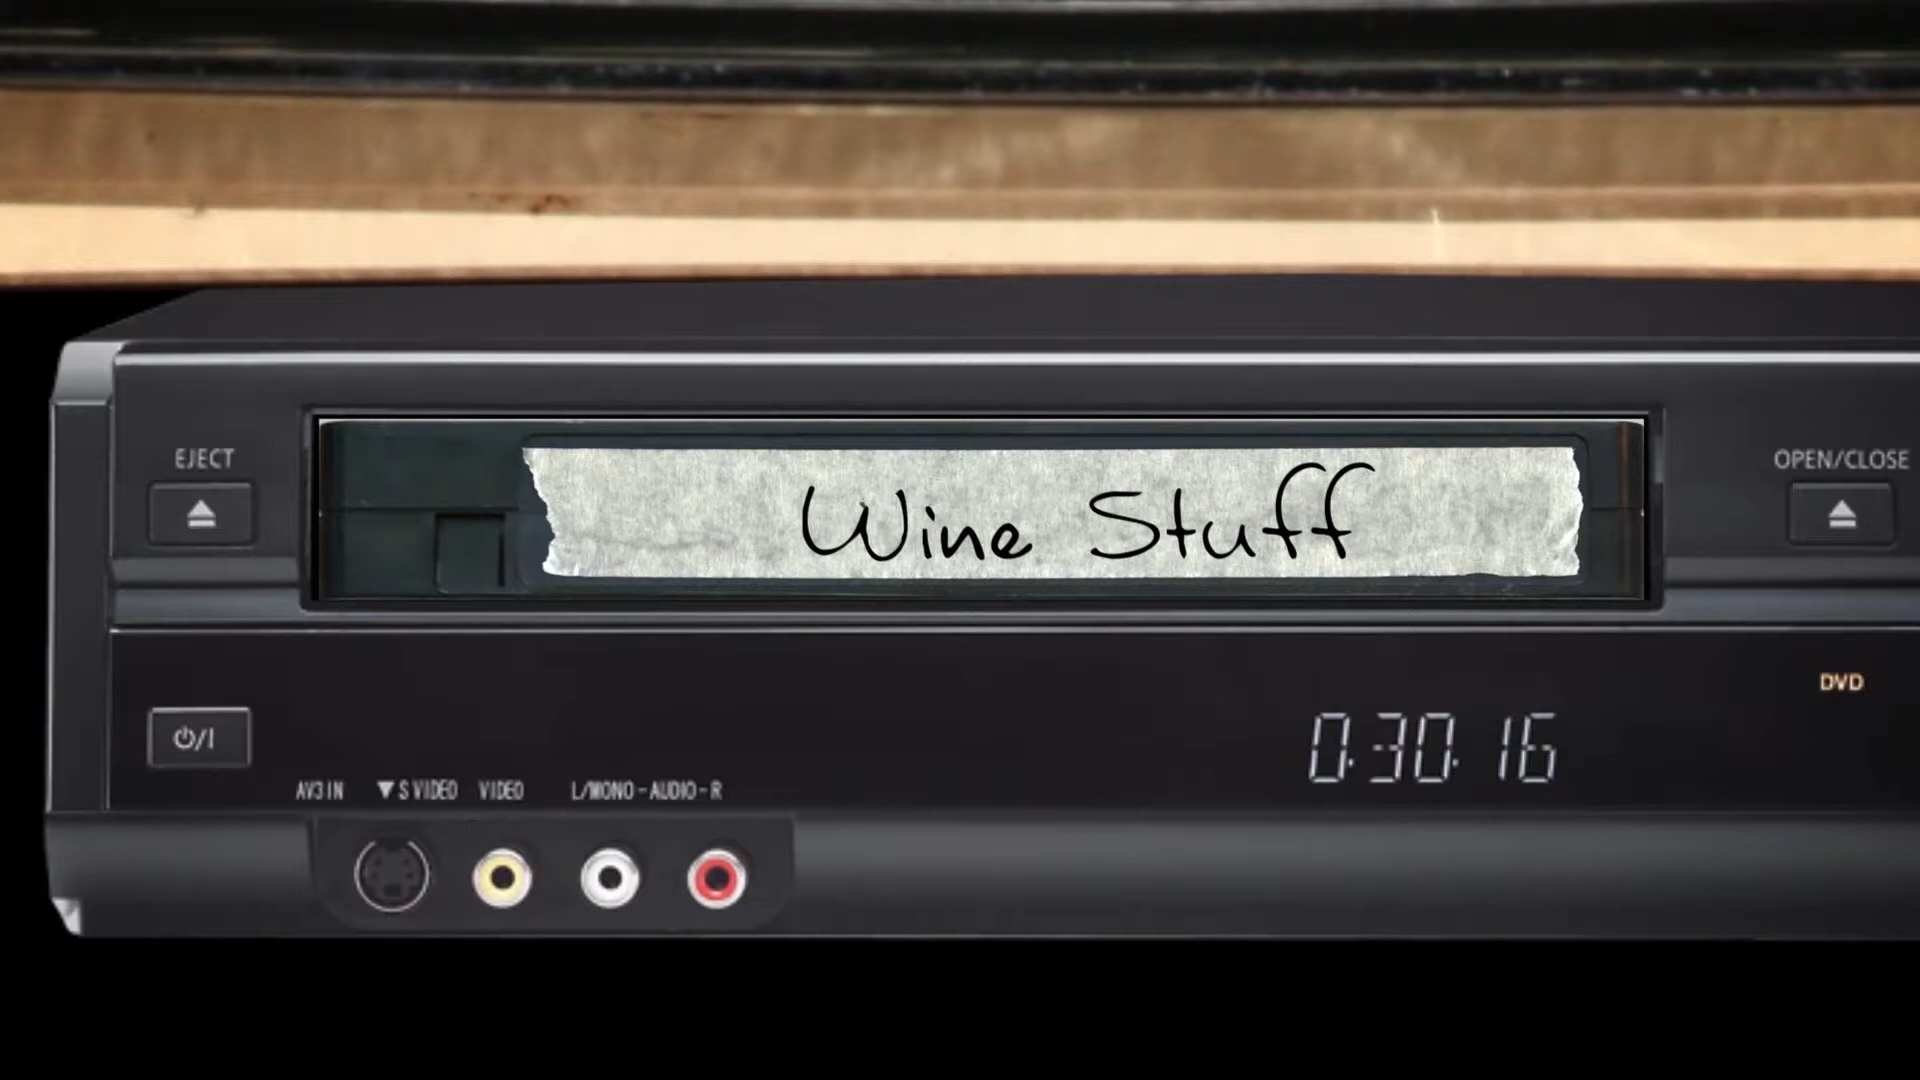 EJECT
OPEN/CLOSE
Wine Stuff
DVD
0:30:16
AV3 IN ▼ S VIDEO VIDEO L/MONO-AUDIO-R